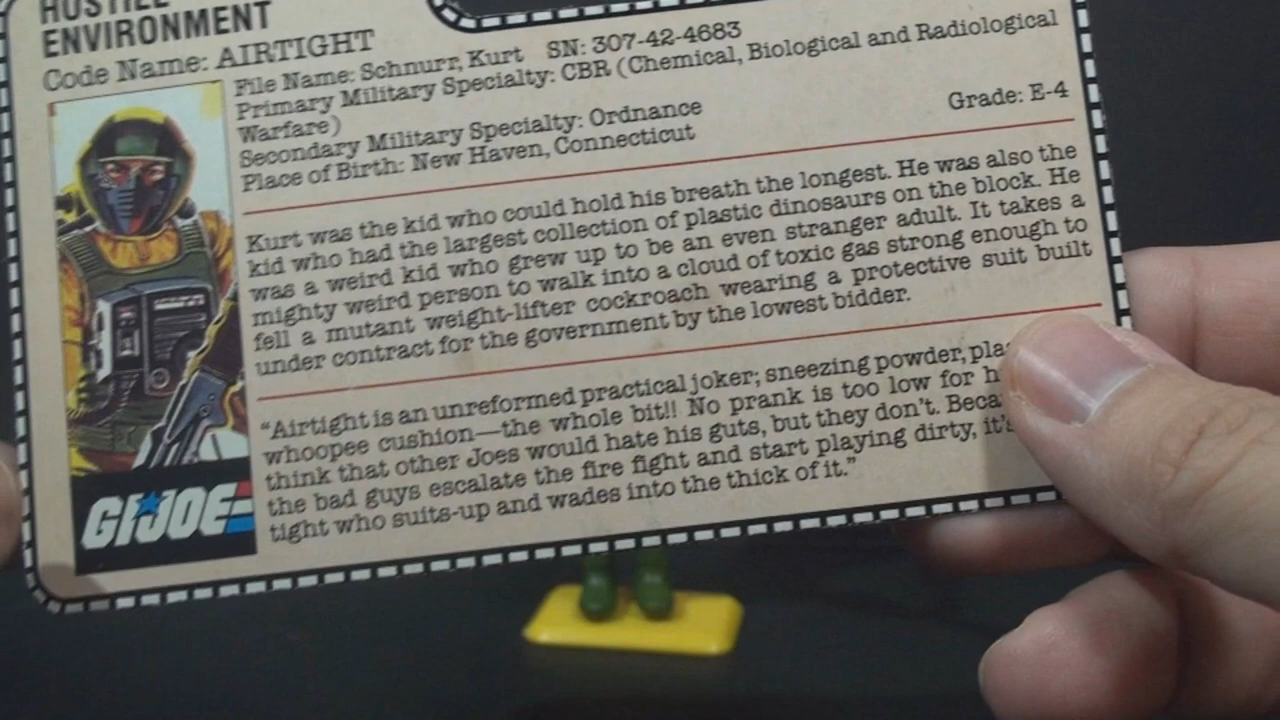 HOSTILE
ENVIRONMENT
Code Name: AIRTIGHT
File Name: Schnurr, Kurt SN: 307-42-4683
Primary Military Specialty: CBR (Chemical, Biological and Radiological
Warfare)
Secondary Military Specialty: Ordnance
Grade: E-4
Place of Birth: New Haven, Connecticut
Kurt was the kid who could hold his breath the longest. He was also the
kid who had the largest collection of plastic dinosaurs on the block. He
was a weird kid who grew up to be an even stranger adult. It takes a
mighty weird person to walk into a cloud of toxic gas strong enough to
fell a mutant weight-lifter cockroach wearing a protective suit built
under contract for the government by the lowest bidder.
"Airtight is an unreformed practical joker; sneezing powder,
whoopee cushion—the whole bit!! No prank is too low for
think that other Joes would hate his guts, but they don't.
the bad guys escalate the fire fight and start playing dirty,
tight who suits-up and wades into the thick of it."
GI JOE